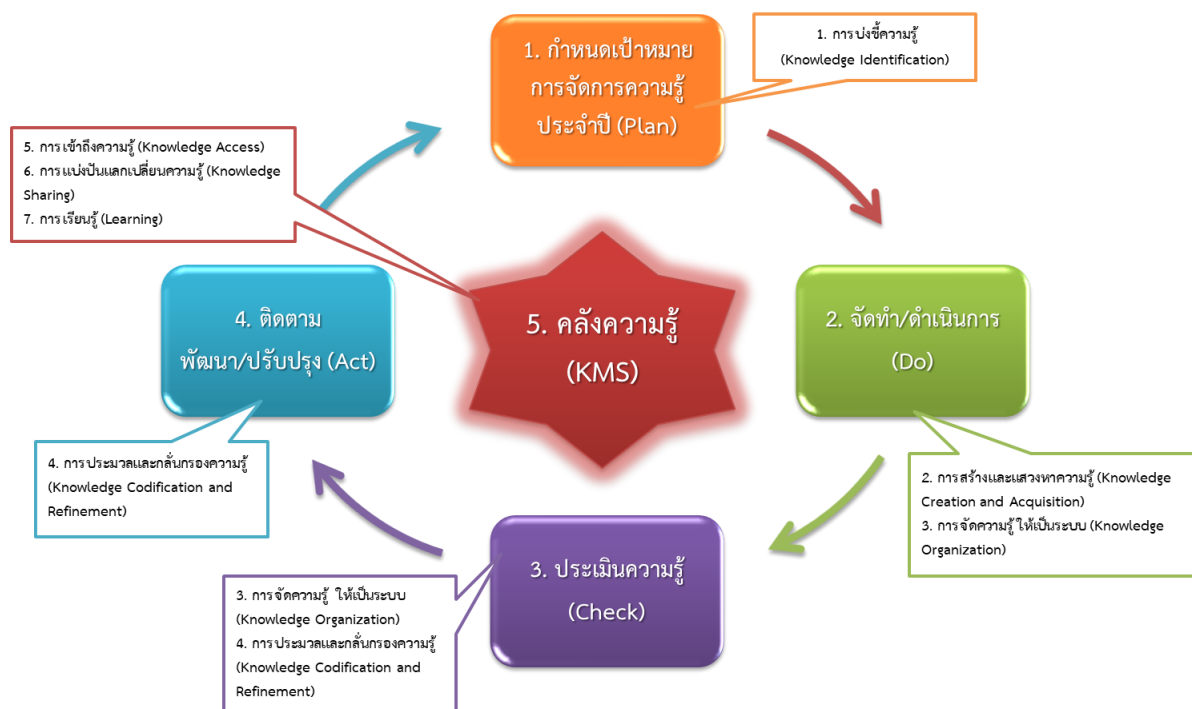 1. กำหนดเป้าหมาย
การจัดการความรู้
ประจำปี (Plan)
1. การบ่งชี้ความรู้
(Knowledge Identification)
5. การเข้าถึงความรู้ (Knowledge Access)
6. การแบ่งปันแลกเปลี่ยนความรู้ (Knowledge
Sharing)
7. การเรียนรู้ (Learning)
4. ติดตาม
พัฒนา/ปรับปรุง (Act)
5. คลังความรู้
(KMS)
2. จัดทำ/ดำเนินการ
(Do)
4. การประมวลและกลั่นกรองความรู้
(Knowledge Codification and
Refinement)
2. การสร้างและแสวงหาความรู้ (Knowledge
Creation and Acquisition)
3. การจัดความรู้ ให้เป็นระบบ (Knowledge
Organization)
3. ประเมินความรู้
(Check)
3. การจัดความรู้ ให้เป็นระบบ
(Knowledge Organization)
4. การประมวลและกลั่นกรองความรู้
(Knowledge Codification and
Refinement)